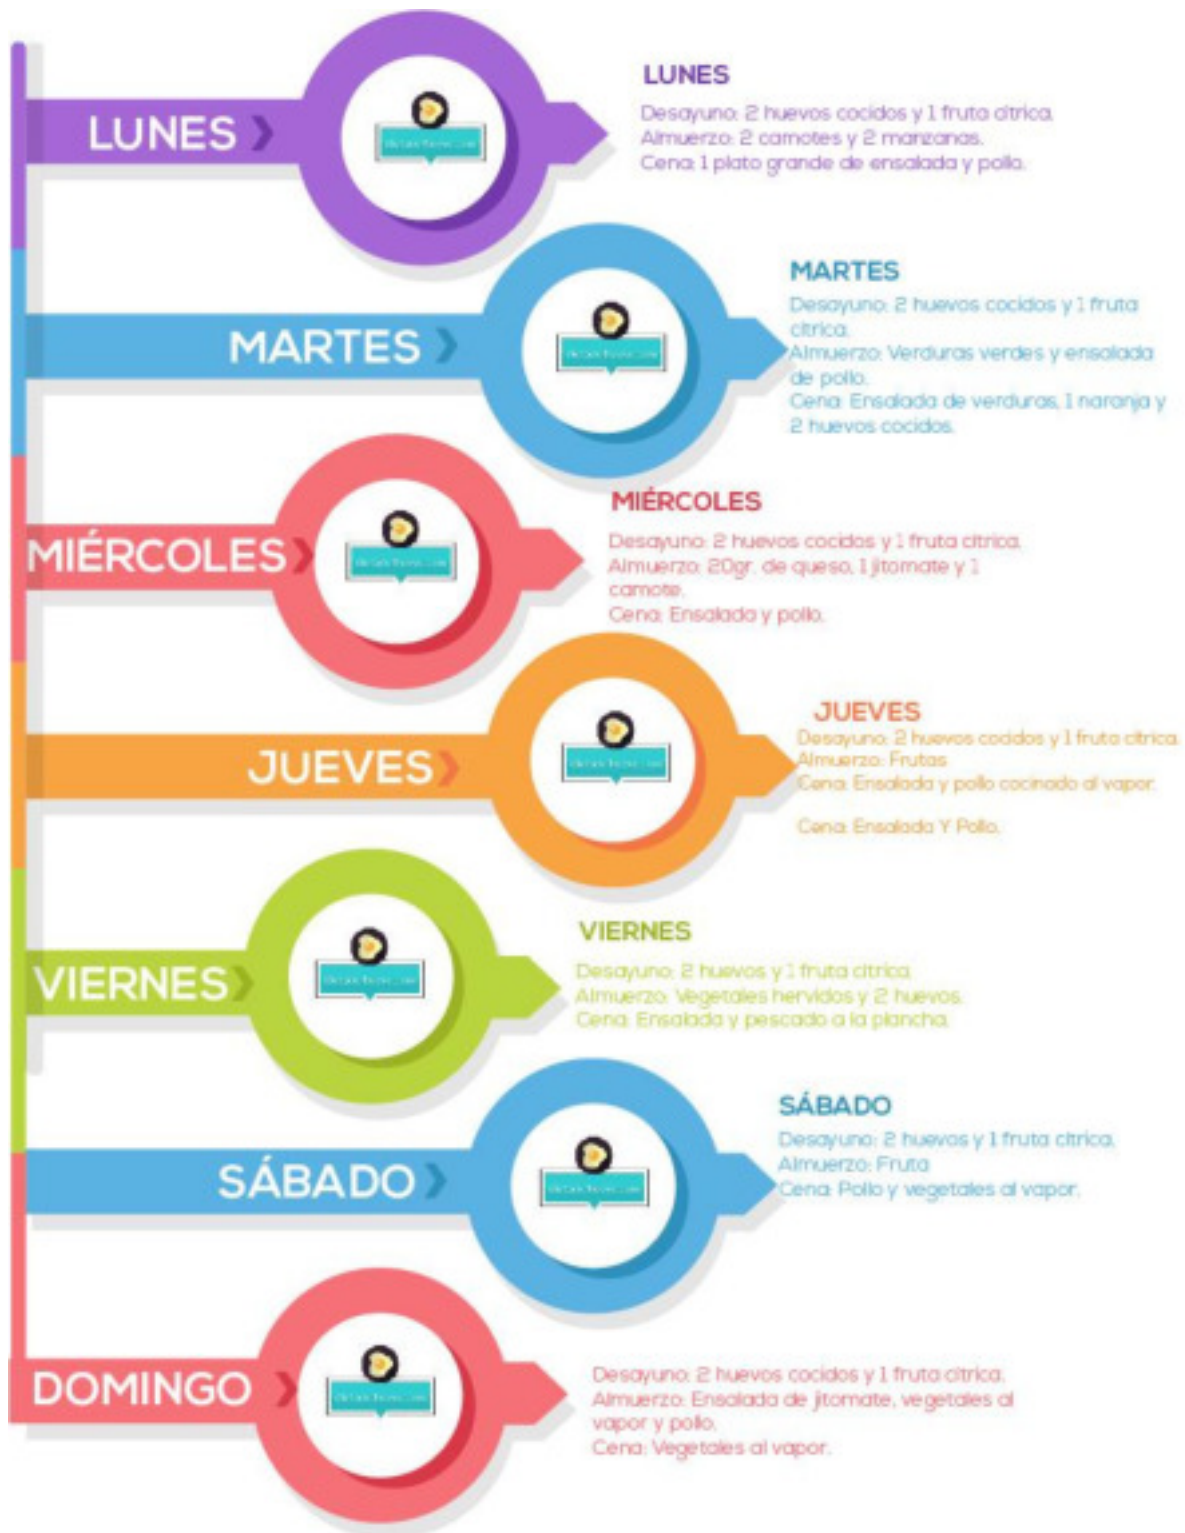 LUNES
LUNES
Desayuno: 2 huevos cocidos y 1 fruta cítrica.
Almuerzo: 2 camotes y 2 manzanas.
Cena: 1 plato grande de ensalada y pollo.
MARTES
MARTES
Desayuno: 2 huevos cocidos y 1 fruta
cítrica.
Almuerzo: Verduras verdes y ensalada
de pollo.
Cena: Ensalada de verduras, 1 naranja y
2 huevos cocidos.
MIÉRCOLES
MIÉRCOLES
Desayuno: 2 huevos cocidos y 1 fruta cítrica.
Almuerzo: 20gr. de queso, 1 jitomate y 1
camote.
Cena: Ensalada y pollo.
JUEVES
JUEVES
Desayuno: 2 huevos cocidos y 1 fruta cítrica.
Almuerzo: Frutas
Cena: Ensalada y pollo cocinado al vapor.
Cena: Ensalada Y Pollo.
VIERNES
VIERNES
Desayuno: 2 huevos y 1 fruta cítrica.
Almuerzo: Vegetales hervidos y 2 huevos.
Cena: Ensalada y pescado a la plancha.
SÁBADO
SÁBADO
Desayuno: 2 huevos y 1 fruta cítrica.
Almuerzo: Fruta
Cena: Pollo y vegetales al vapor.
DOMINGO
Desayuno: 2 huevos cocidos y 1 fruta cítrica.
Almuerzo: Ensalada de jitomate, vegetales al
vapor y pollo.
Cena: Vegetales al vapor.